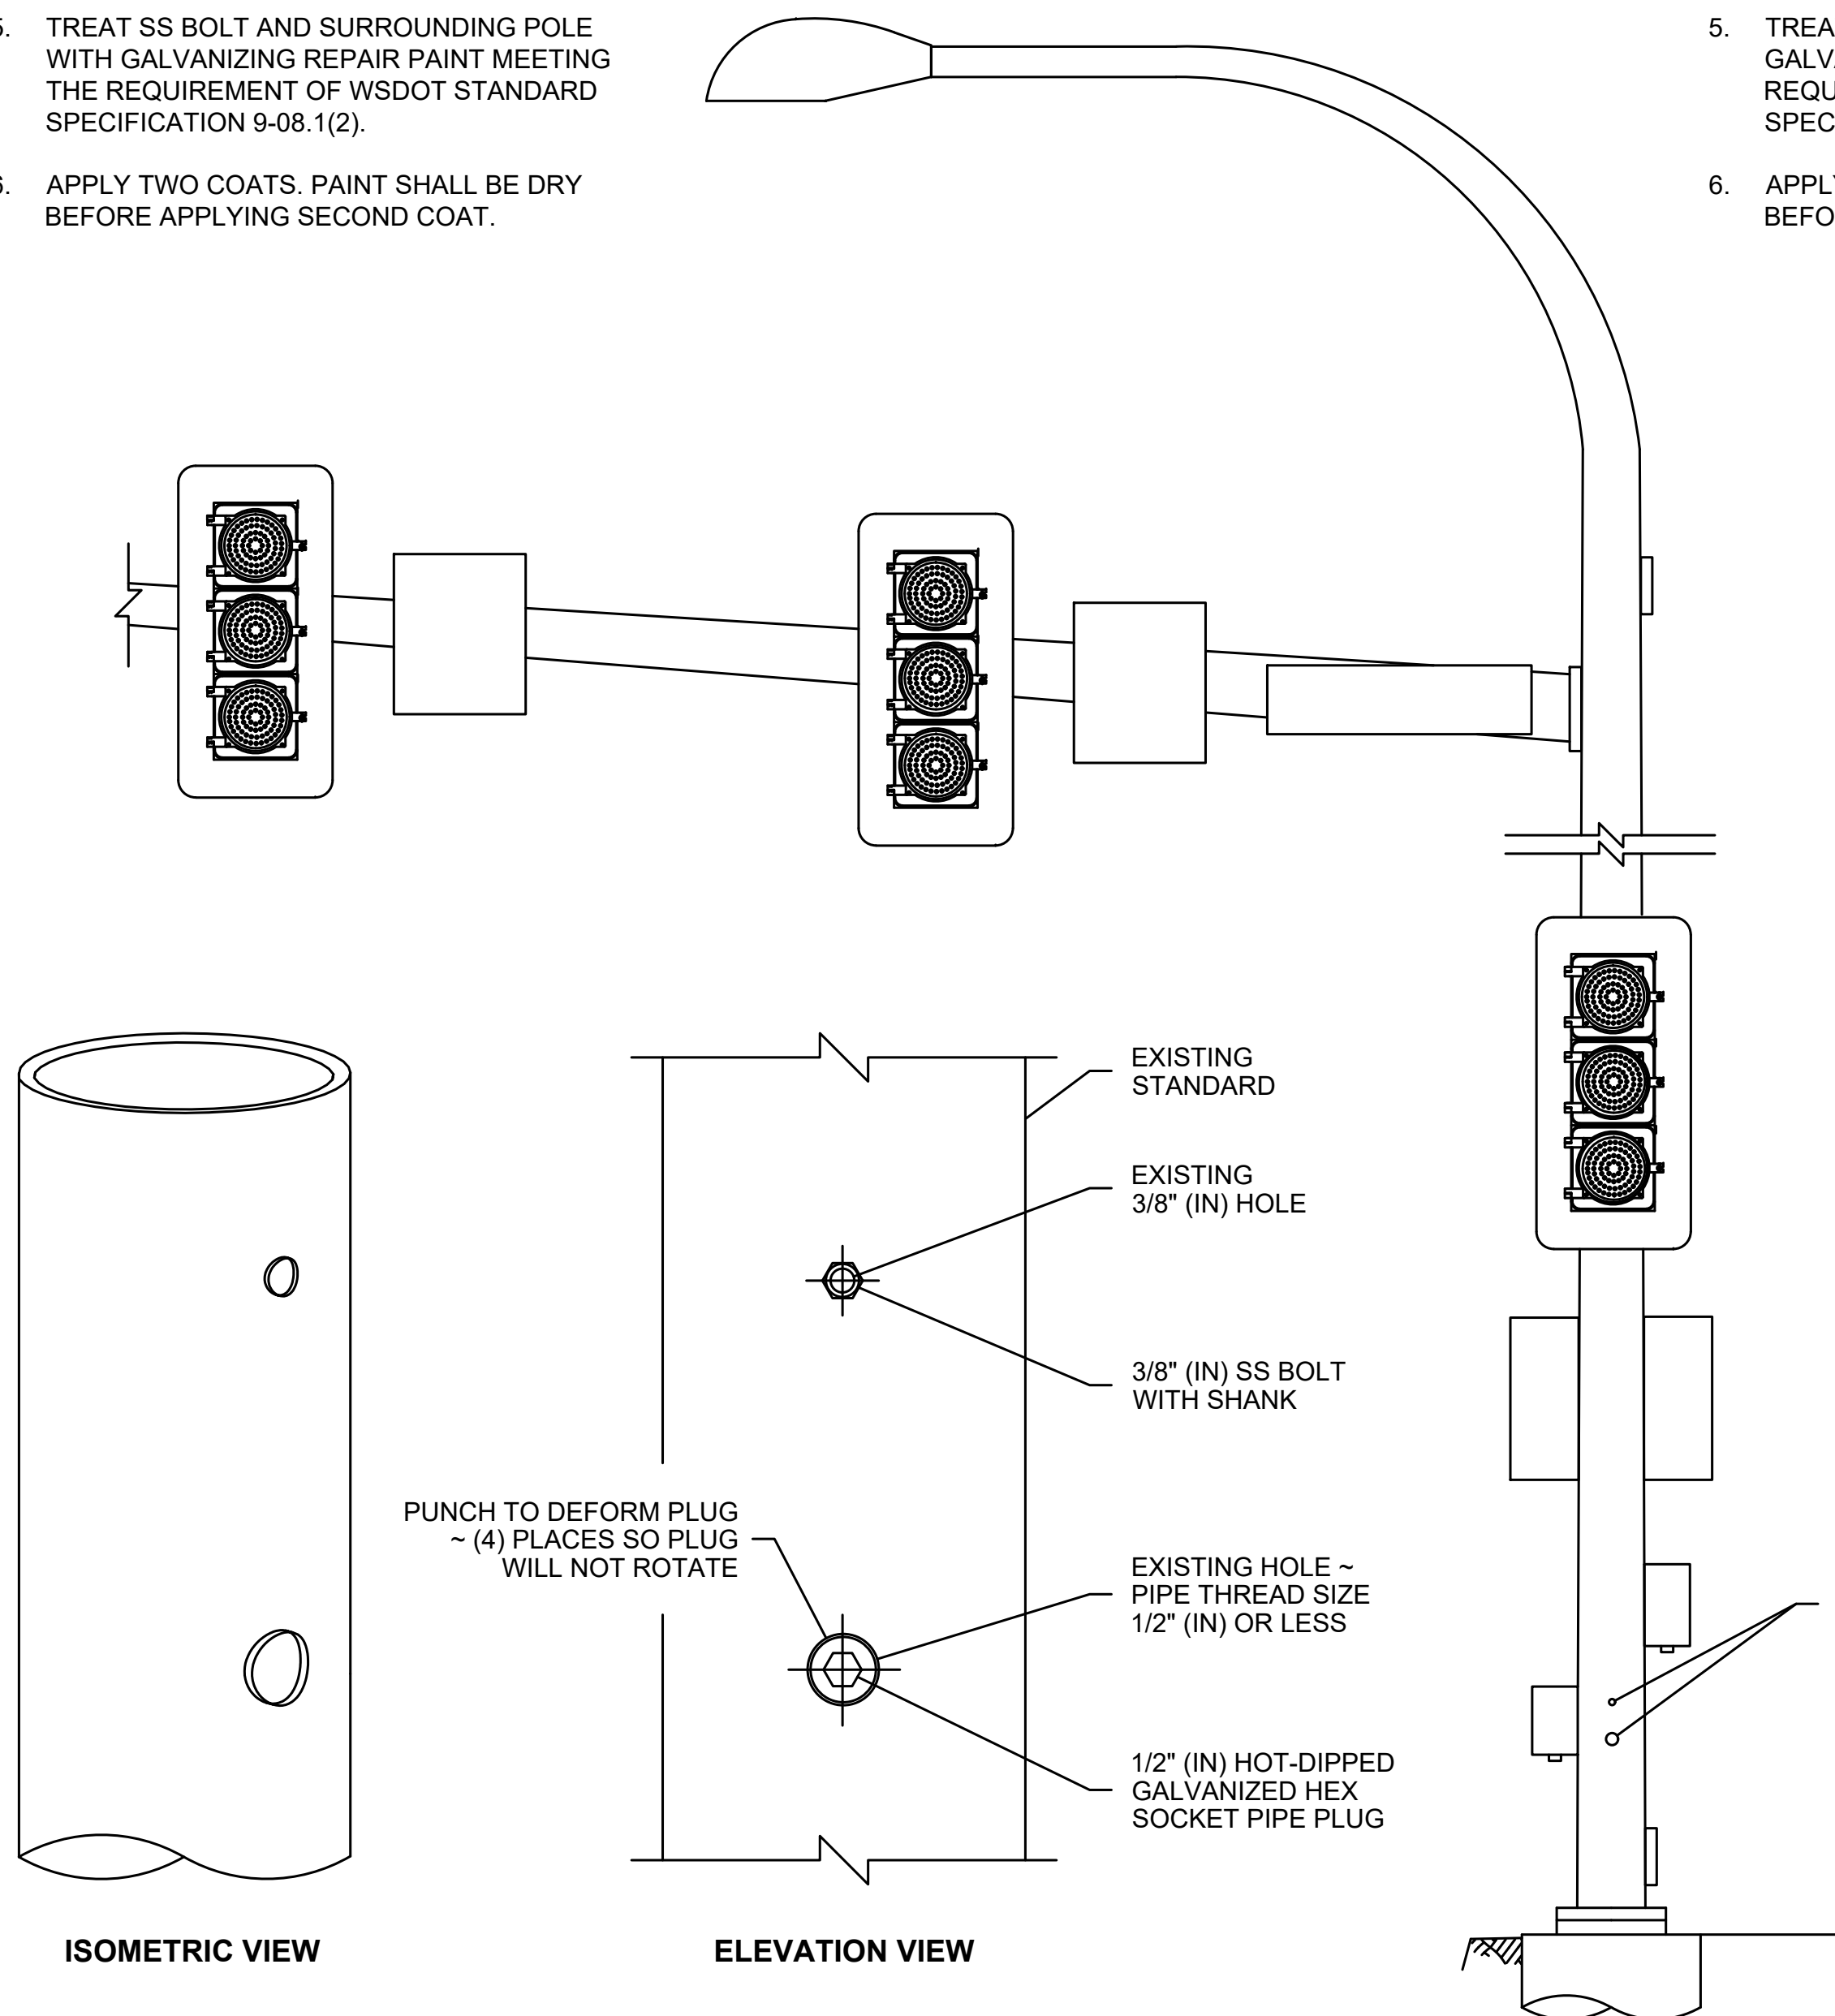 5. TREAT SS BOLT AND SURROUNDING POLE
WITH GALVANIZING REPAIR PAINT MEETING
THE REQUIREMENT OF WSDOT STANDARD
SPECIFICATION 9-08.1(2).
6. APPLY TWO COATS. PAINT SHALL BE DRY
BEFORE APPLYING SECOND COAT.
5. TREA
GALV
REQU
SPEC
6. APPLY
BEFO
EXISTING
STANDARD
EXISTING
3/8" (IN) HOLE
3/8" (IN) SS BOLT
WITH SHANK
PUNCH TO DEFORM PLUG
~ (4) PLACES SO PLUG
WILL NOT ROTATE
EXISTING HOLE ~
PIPE THREAD SIZE
1/2" (IN) OR LESS
1/2" (IN) HOT-DIPPED
GALVANIZED HEX
SOCKET PIPE PLUG
ISOMETRIC VIEW
ELEVATION VIEW